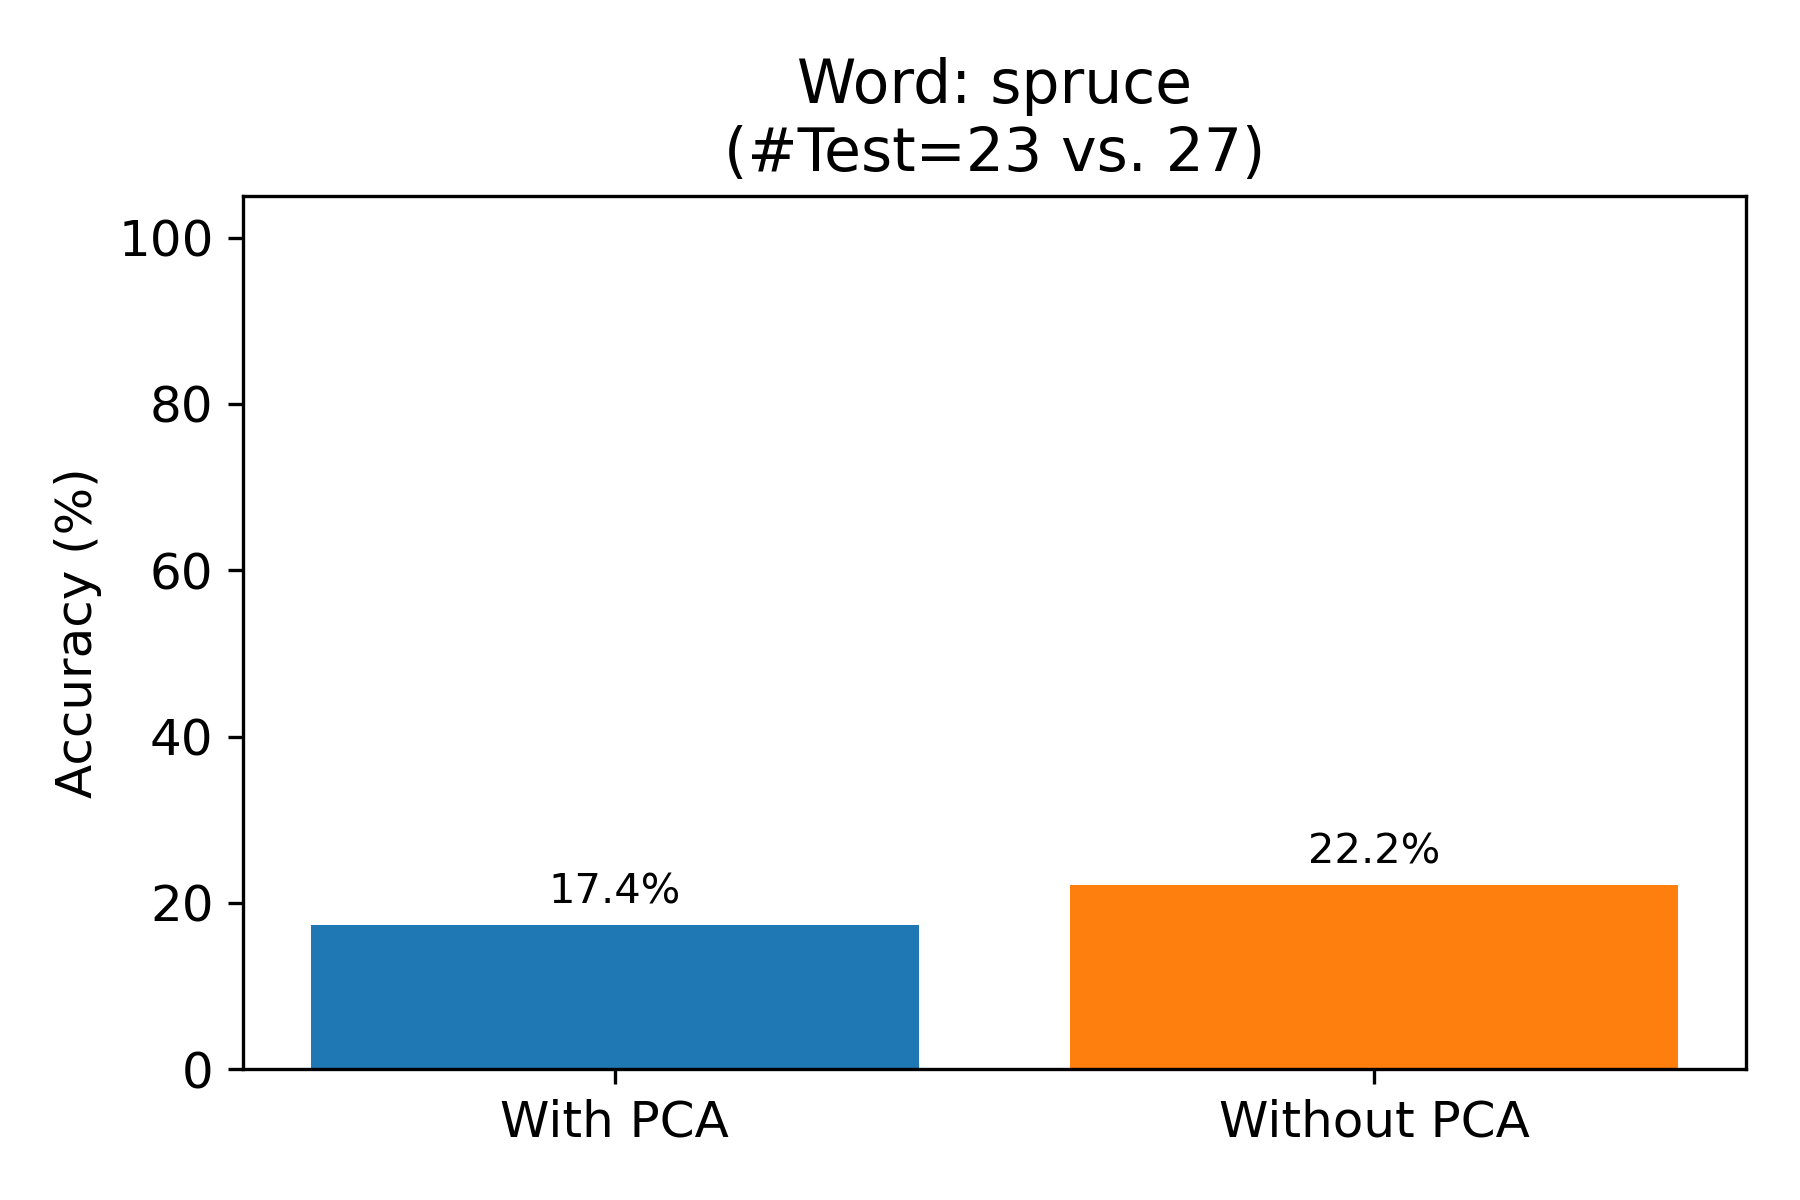 Word: spruce
(#Test=23 vs. 27)
100
80
60
40
20
0
Accuracy (%)
17.4%
22.2%
With PCA
Without PCA